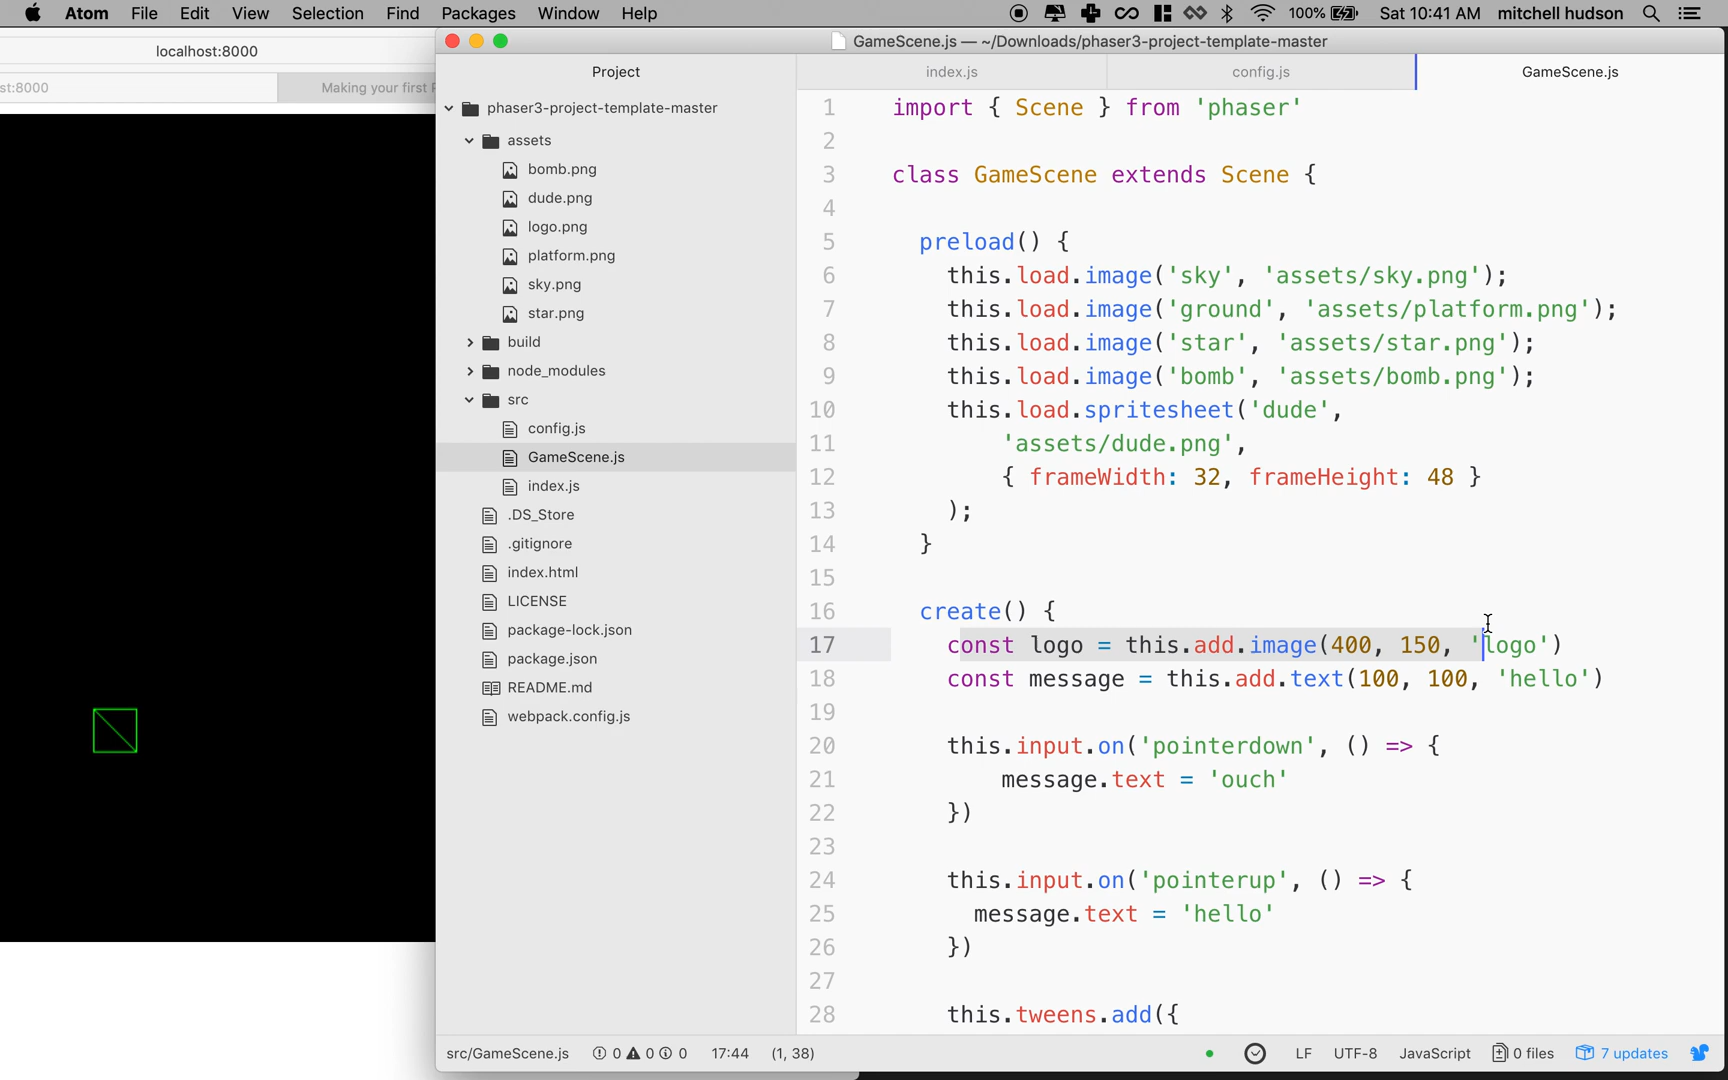 Atom File Edit View Selection Find Packages Window Help 100% Sat 10:41 AM mitchell hudson
localhost:8000
GameScene.js — ~/Downloads/phaser3-project-template-master
st:8000
Making your first P
Project
index.js
config.js
GameScene.js
phaser3-project-template-master
assets
bomb.png
dude.png
logo.png
platform.png
sky.png
star.png
build
node_modules
src
config.js
GameScene.js
index.js
.DS_Store
.gitignore
index.html
LICENSE
package-lock.json
package.json
README.md
webpack.config.js
1 import { Scene } from 'phaser'
2
3 class GameScene extends Scene {
4
5 preload() {
6 this.load.image('sky', 'assets/sky.png');
7 this.load.image('ground', 'assets/platform.png');
8 this.load.image('star', 'assets/star.png');
9 this.load.image('bomb', 'assets/bomb.png');
10 this.load.spritesheet('dude',
11 'assets/dude.png',
12 { frameWidth: 32, frameHeight: 48 }
13 );
14 }
15
16 create() {
17 const logo = this.add.image(400, 150, 'logo')
18 const message = this.add.text(100, 100, 'hello')
19
20 this.input.on('pointerdown', () => {
21 message.text = 'ouch'
22 })
23
24 this.input.on('pointerup', () => {
25 message.text = 'hello'
26 })
27
28 this.tweens.add({
src/GameScene.js 0 0 0 17:44 (1, 38) LF UTF-8 JavaScript 0 files 7 updates